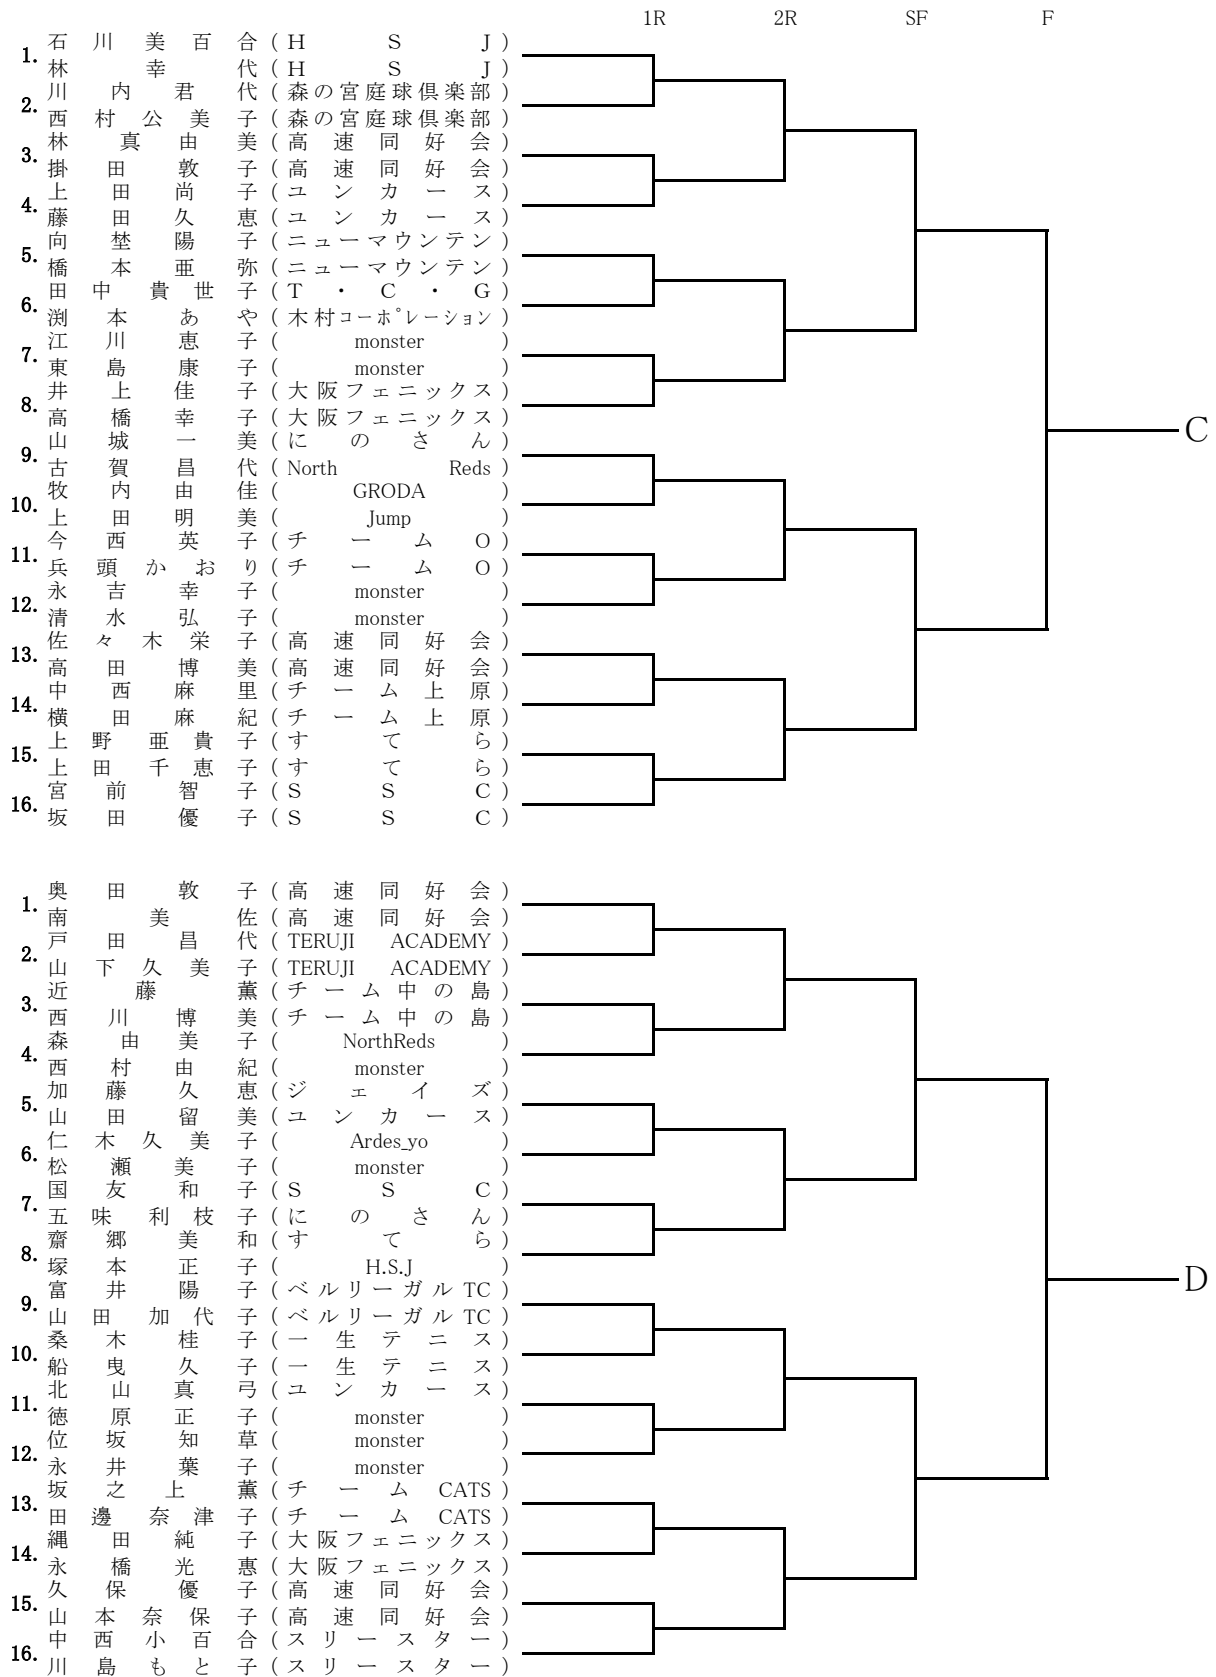 1R 2R SF F
1.
石川美百合(H S J)
林幸代(H S J)
2.
川内君代(森の宮庭球倶楽部)
西村公美子(森の宮庭球倶楽部)
3.
林真由美(高速同好会)
掛田敦子(高速同好会)
4.
上田尚子(ユンカース)
藤田久恵(ユンカース)
5.
向埜陽子(ニューマウンテン)
橋本亜弥(ニューマウンテン)
6.
田中貴世子(T・C・G)
渕本あや(木村コーポレーション)
7.
江川恵子(monster)
東島康子(monster)
8.
井上佳子(大阪フェニックス)
高橋幸子(大阪フェニックス)
C
9.
山城一美(にのさん)
古賀昌代(North Reds)
10.
牧内由佳(GRODA)
上田明美(Jump)
11.
今西英子(チームO)
兵頭かおり(チームO)
12.
永吉幸子(monster)
清水弘子(monster)
13.
佐々木栄子(高速同好会)
高田博美(高速同好会)
14.
中西麻里(チーム上原)
横田麻紀(チーム上原)
15.
上野亜貴子(すてら)
上田千恵子(すてら)
16.
宮前智子(S S C)
坂田優子(S S C)
1.
奥田敦子(高速同好会)
南美佐(高速同好会)
2.
戸田昌代(TERUJI ACADEMY)
山下久美子(TERUJI ACADEMY)
3.
近藤薫(チーム中の島)
西川博美(チーム中の島)
4.
森由美子(NorthReds)
西村由紀(monster)
5.
加藤久恵(ジェイズ)
山田留美(ユンカース)
6.
仁木久美子(Ardes_yo)
松瀬美子(monster)
7.
国友和子(S S C)
五味利枝子(にのさん)
8.
齋郷美和(すてら)
塚本正子(H.S.J)
D
9.
富井陽子(ベルリーガルTC)
山田加代子(ベルリーガルTC)
10.
桑木桂子(一生テニス)
船曳久子(一生テニス)
11.
北山真弓(ユンカース)
徳原正子(monster)
12.
位坂知草(monster)
永井葉子(monster)
13.
坂之上薫(チームCATS)
田邊奈津子(チームCATS)
14.
縄田純子(大阪フェニックス)
永橋光惠(大阪フェニックス)
15.
久保優子(高速同好会)
山本奈保子(高速同好会)
16.
中西小百合(スリースター)
川島もと子(スリースター)